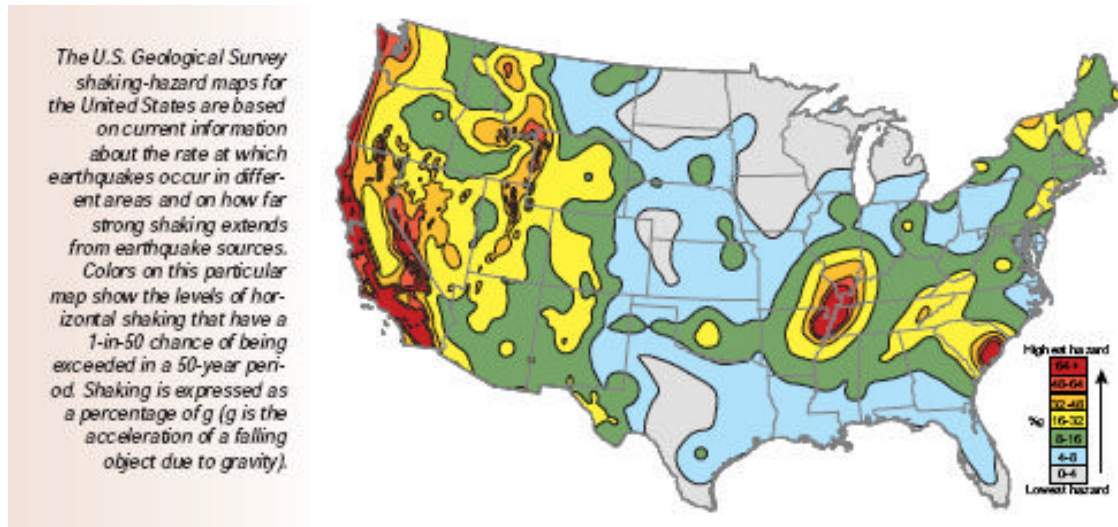 The U.S. Geological Survey
shaking-hazard maps for
the United States are based
on current information
about the rate at which
earthquakes occur in differ-
ent areas and on how far
strong shaking extends
from earthquake sources.
Colors on this particular
map show the levels of hor-
izontal shaking that have a
1-in-50 chance of being
exceeded in a 50-year peri-
od. Shaking is expressed as
a percentage of g (g is the
acceleration of a falling
object due to gravity).
Highest hazard
64+
48-64
32-48
%g
16-32
8-16
4-8
0-4
Lowest hazard